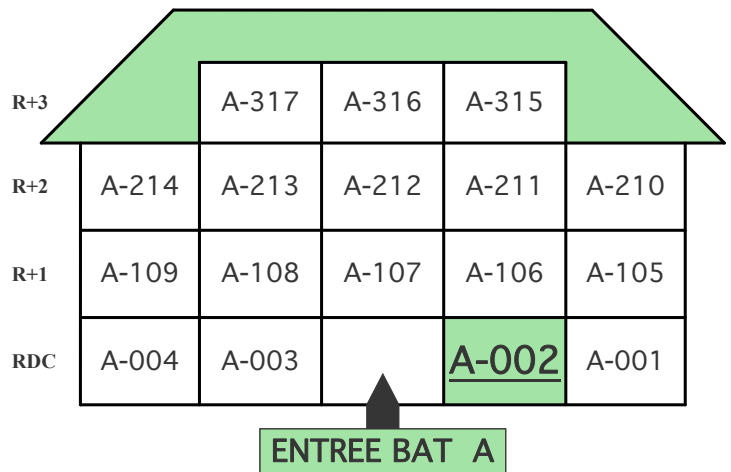 R+3 A-317 A-316 A-315
R+2 A-214 A-213 A-212 A-211 A-210
R+1 A-109 A-108 A-107 A-106 A-105
RDC A-004 A-003 A-002 A-001
ENTREE BAT A